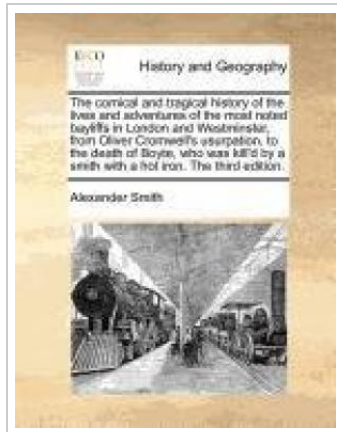 ECCO
History and Geography
The comical and tragical history of the
lives and adventures of the most noted
bayliffs in London and Westminster,
from Oliver Cromwell's usurpation, to
the death of Boyce, who was kill'd by a
smith with a hot iron. The third edition.
Alexander Smith